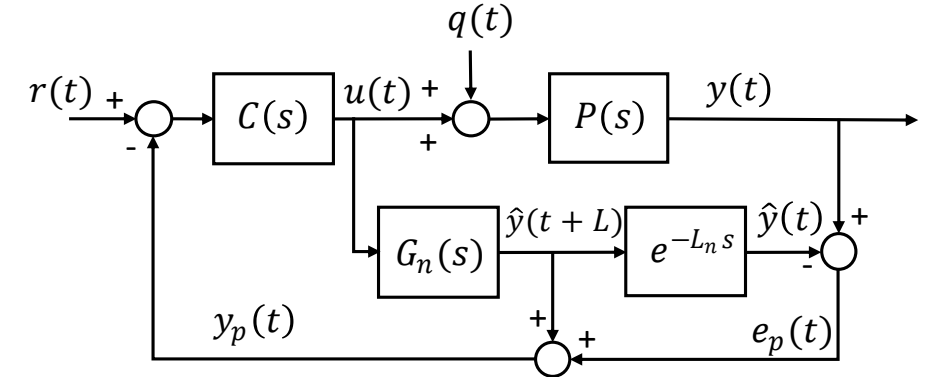 q(t)
r(t) + - C(s) u(t) + + P(s) y(t)
G_n(s) ŷ(t + L) e^{-L_n s} ŷ(t) + -
y_p(t) + + e_p(t)